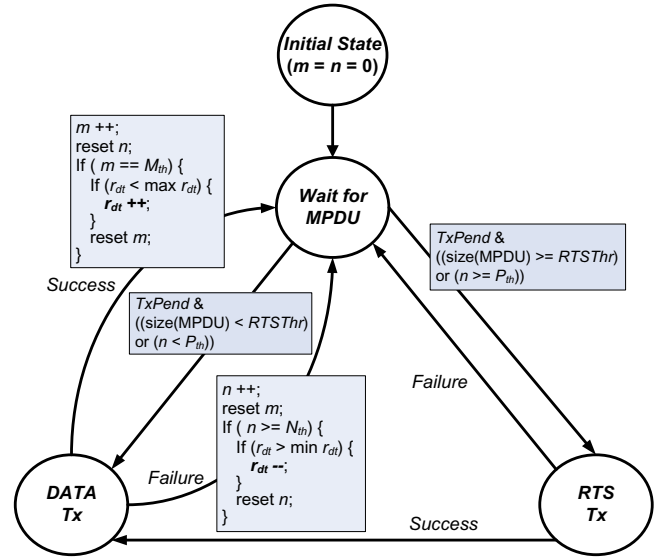 Initial State
(m = n = 0)
m ++;
reset n;
If ( m == Mth) {
If (rdt < max rdt) {
rdt ++;
}
reset m;
}
Wait for
MPDU
TxPend &
((size(MPDU) >= RTSThr)
or (n >= Pth))
Success
TxPend &
((size(MPDU) < RTSThr)
or (n < Pth))
Failure
n ++;
reset m;
If ( n >= Nth) {
If (rdt > min rdt) {
rdt --;
}
reset n;
}
Failure
DATA
Tx
RTS
Tx
Success